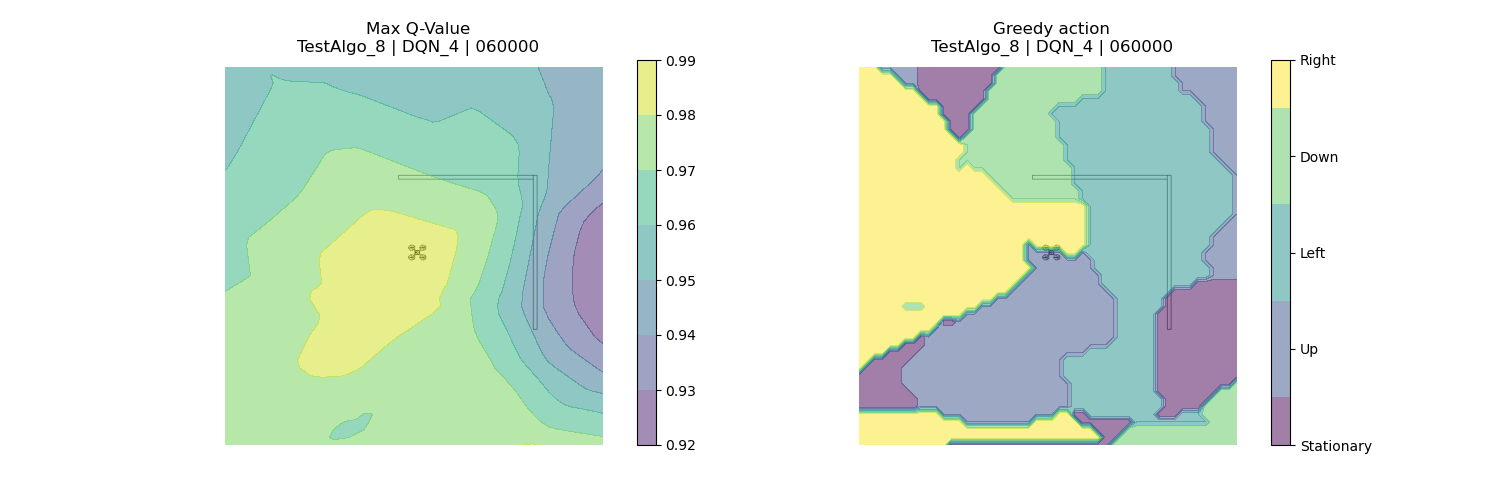 Max Q-Value
TestAlgo_8 | DQN_4 | 060000
0.99
0.98
0.97
0.96
0.95
0.94
0.93
0.92
Greedy action
TestAlgo_8 | DQN_4 | 060000
Right
Down
Left
Up
Stationary